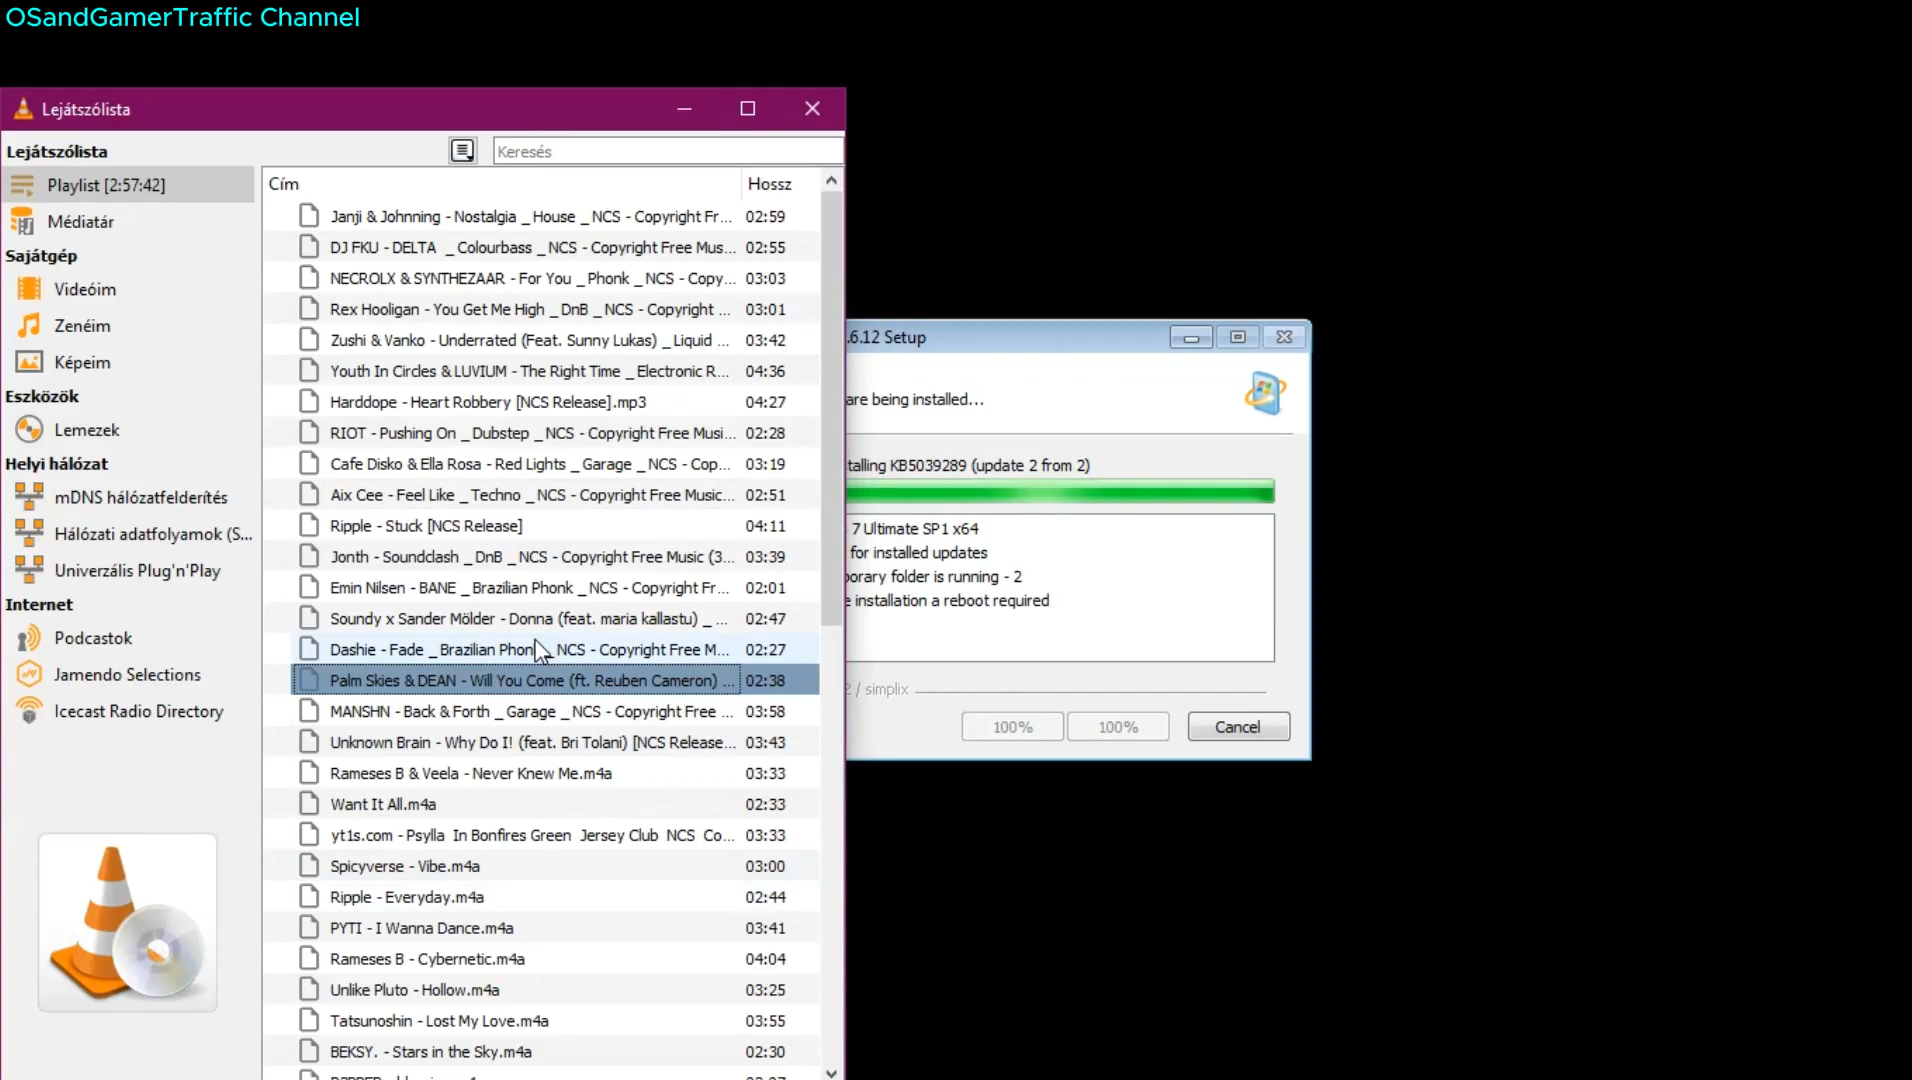 OSandGamerTraffic Channel
Lejátszólista
Lejátszólista
Keresés
Playlist [2:57:42]
Médiatár
Sajátgép
Videóim
Zenéim
Képeim
Eszközök
Lemezek
Helyi hálózat
mDNS hálózatfelderítés
Hálózati adatfolyamok (S...
Univerzális Plug'n'Play
Internet
Podcastok
Jamendo Selections
Icecast Radio Directory
Cím Hossz
Janji & Johnning - Nostalgia _ House _ NCS - Copyright Fr... 02:59
DJ FKU - DELTA _ Colourbass _ NCS - Copyright Free Mus... 02:55
NECROLX & SYNTHEZAAR - For You _ Phonk _ NCS - Copy... 03:03
Rex Hooligan - You Get Me High _ DnB _ NCS - Copyright ... 03:01
Zushi & Vanko - Underrated (Feat. Sunny Lukas) _ Liquid ... 03:42
Youth In Circles & LUVIUM - The Right Time _ Electronic R... 04:36
Harddope - Heart Robbery [NCS Release].mp3 04:27
RIOT - Pushing On _ Dubstep _ NCS - Copyright Free Musi... 02:28
Cafe Disko & Ella Rosa - Red Lights _ Garage _ NCS - Cop... 03:19
Aix Cee - Feel Like _ Techno _ NCS - Copyright Free Music... 02:51
Ripple - Stuck [NCS Release] 04:11
Jonth - Soundclash _ DnB _ NCS - Copyright Free Music (3... 03:39
Emin Nilsen - BANE _ Brazilian Phonk _ NCS - Copyright Fr... 02:01
Soundy x Sander Mölder - Donna (feat. maria kallastu) _ ... 02:47
Dashie - Fade _ Brazilian Phon _ NCS - Copyright Free M... 02:27
Palm Skies & DEAN - Will You Come (ft. Reuben Cameron) ... 02:38
MANSHN - Back & Forth _ Garage _ NCS - Copyright Free ... 03:58
Unknown Brain - Why Do I! (feat. Bri Tolani) [NCS Release... 03:43
Rameses B & Veela - Never Knew Me.m4a 03:33
Want It All.m4a 02:33
yt1s.com - Psylla In Bonfires Green Jersey Club NCS Co... 03:33
Spicyverse - Vibe.m4a 03:00
Ripple - Everyday.m4a 02:44
PYTI - I Wanna Dance.m4a 03:41
Rameses B - Cybernetic.m4a 04:04
Unlike Pluto - Hollow.m4a 03:25
Tatsunoshin - Lost My Love.m4a 03:55
BEKSY. - Stars in the Sky.m4a 02:30
.6.12 Setup
are being installed...
talling KB5039289 (update 2 from 2)
7 Ultimate SP1 x64
for installed updates
porary folder is running - 2
e installation a reboot required
2 / simplix
100% 100% Cancel